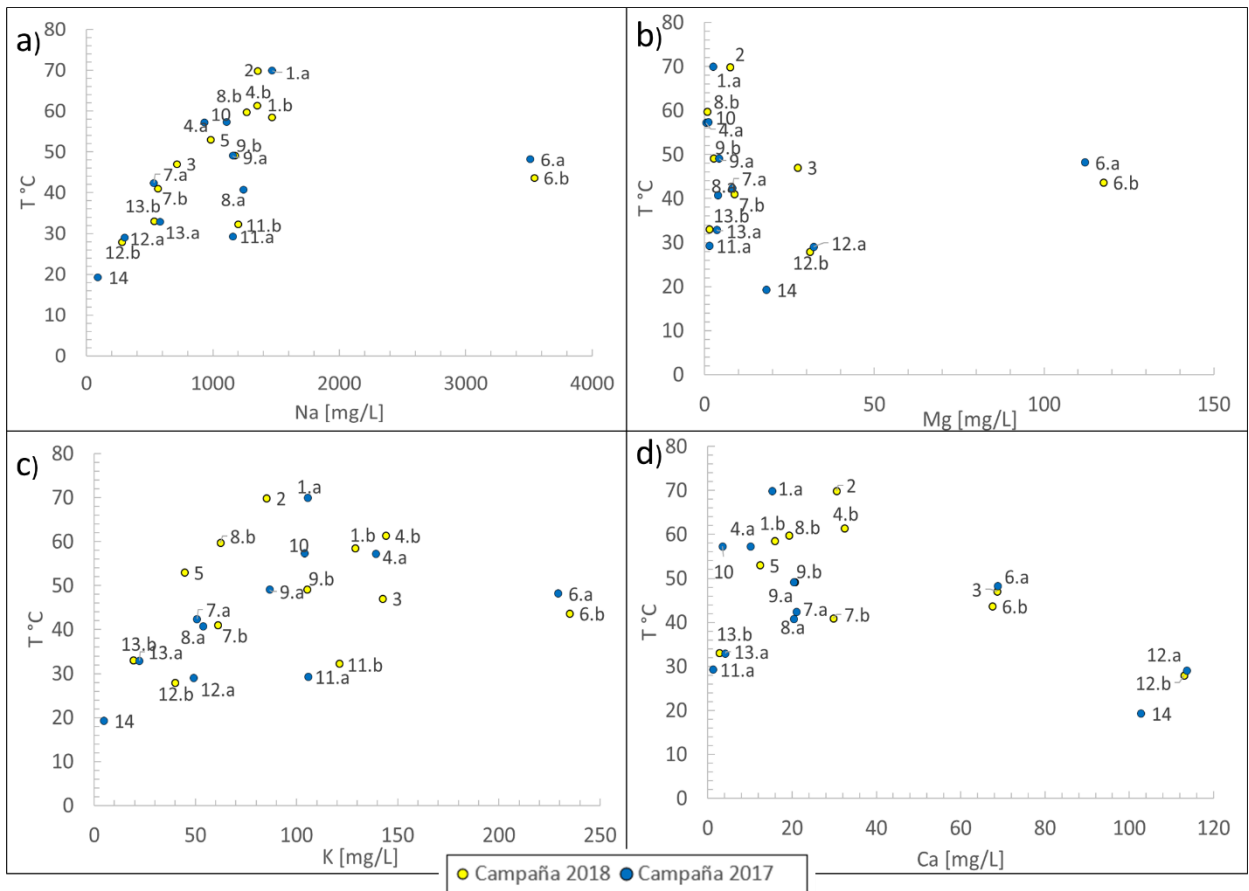 a)
80
70
60
50
40
30
20
10
0
T °C
2
1.a
4.b
8.b
1.b
10
4.a
5
9.b
9.a
3
7.a
7.b
8.a
6.a
6.b
13.b
13.a
11.b
11.a
12.a
12.b
14
0 1000 2000 3000 4000
Na [mg/L]
b)
80
70
60
50
40
30
20
10
0
T °C
2
1.a
8.b
10
4.a
9.b
9.a
3
8.
7.a
7.b
6.a
6.b
13.b
13.a
11.a
12.a
12.b
14
0 50 100 150
Mg [mg/L]
c)
80
70
60
50
40
30
20
10
0
T °C
1.a
2
8.b
1.b
4.b
10
4.a
5
9.b
9.a
3
6.a
6.b
7.a
8.a
7.b
13.b
13.a
11.b
11.a
12.b
12.a
14
0 50 100 150 200 250
K [mg/L]
d)
80
70
60
50
40
30
20
10
0
T °C
1.a
2
4.b
4.a
1.b
8.b
10
5
9.b
9.a
7.a
8.a
7.b
6.a
3
6.b
13.b
13.a
11.a
12.a
12.b
14
0 20 40 60 80 100 120
Ca [mg/L]
Campaña 2018 Campaña 2017